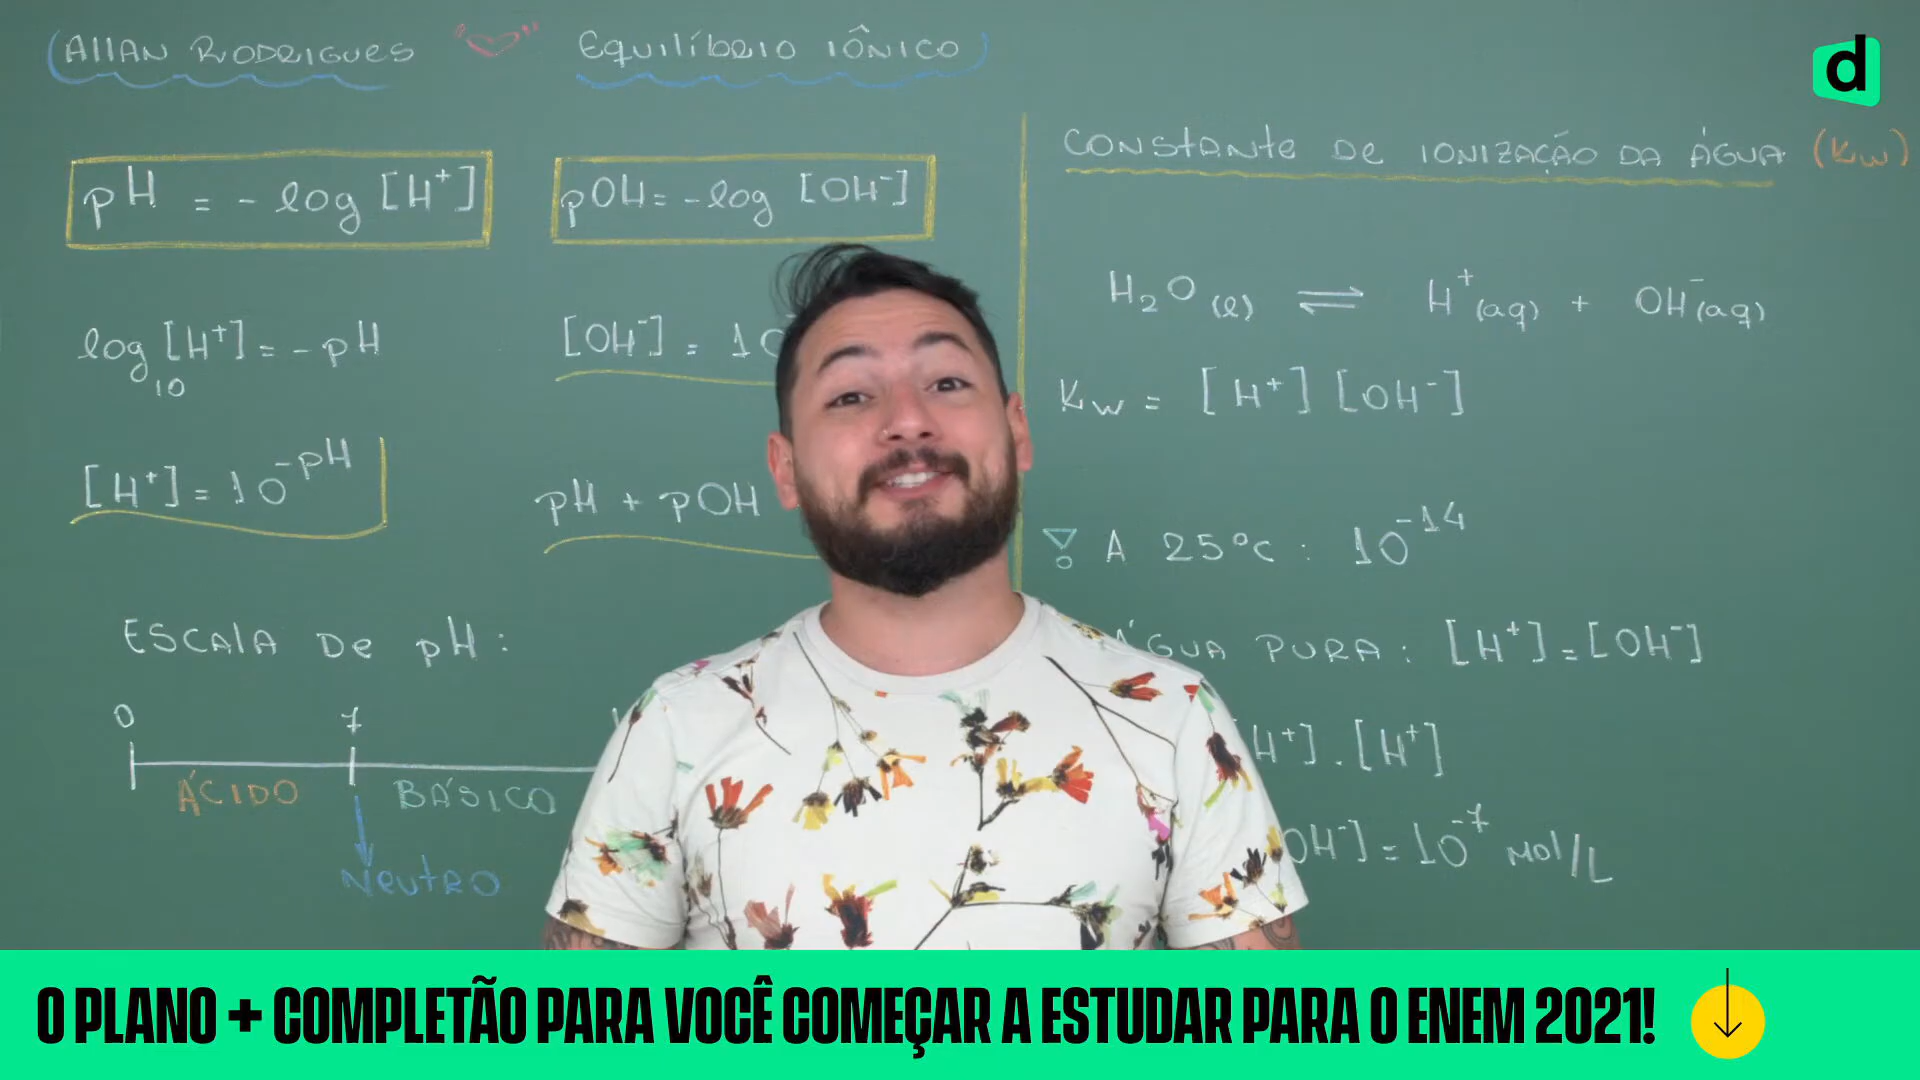 Allan Rodrigues
Equilíbrio iônico
d
pH = - log [H⁺]
pOH = - log [OH⁻]
log₁₀ [H⁺] = - pH
[OH⁻] = 10
[H⁺] = 10⁻ᵖᴴ
pH + pOH
Escala de pH:
0 7
Ácido Básico
Neutro
Constante de ionização da água (Kw)
H₂O (l) ⇌ H⁺(aq) + OH⁻(aq)
Kw = [H⁺] [OH⁻]
A 25°C : 10⁻¹⁴
Água pura : [H⁺] = [OH⁻]
H⁺] . [H⁺]
OH⁻] = 10⁻⁷ mol/L
O PLANO + COMPLETÃO PARA VOCÊ COMEÇAR A ESTUDAR PARA O ENEM 2021!